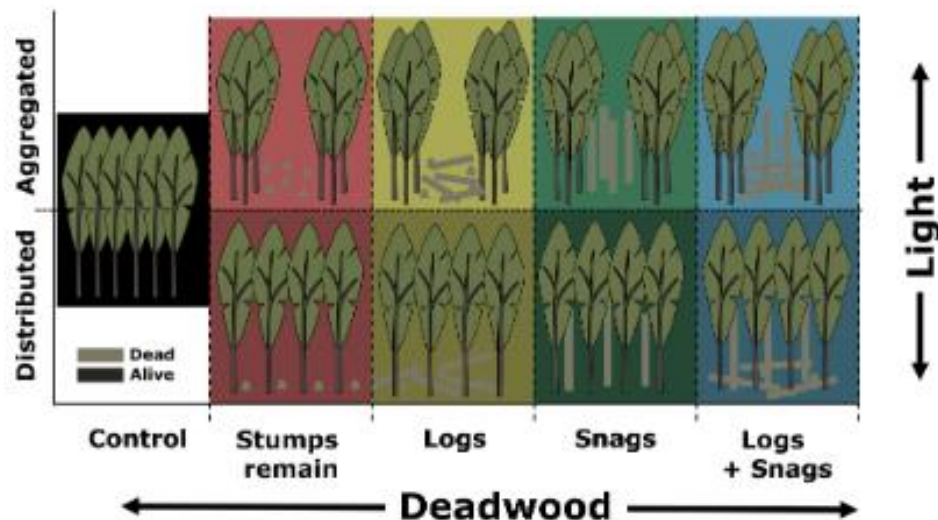 Aggregated
Distributed
Dead
Alive
Light
Control
Stumps
remain
Logs
Snags
Logs
+ Snags
Deadwood